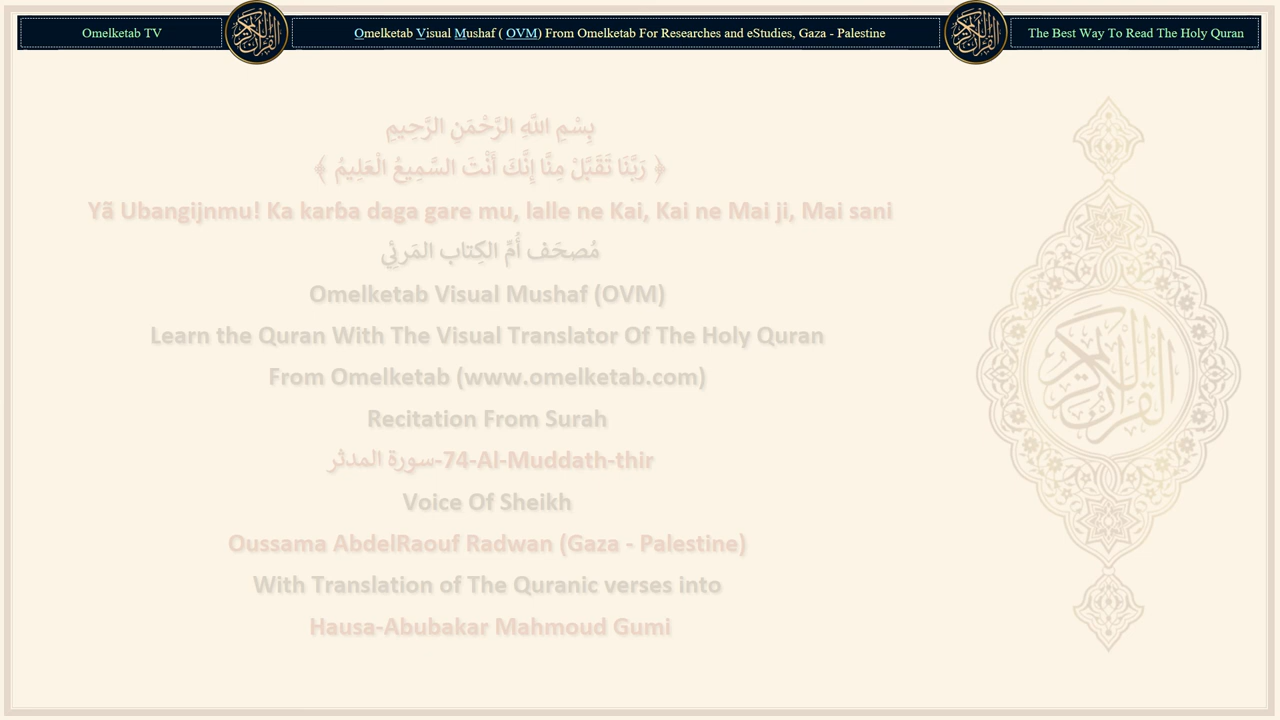 Omelketab TV
Omelketab Visual Mushaf ( OVM) From Omelketab For Researches and eStudies, Gaza - Palestine
The Best Way To Read The Holy Quran
بِسْمِ اللَّهِ الرَّحْمَنِ الرَّحِيمِ
﴿ رَبَّنَا تَقَبَّلْ مِنَّا إِنَّكَ أَنْتَ السَّمِيعُ الْعَلِيمُ ﴾
Yã Ubangijnmu! Ka karɓa daga gare mu, lalle ne Kai, Kai ne Mai ji, Mai sani
مُصحَف أُمِّ الكِتاب المَرئِي
Omelketab Visual Mushaf (OVM)
Learn the Quran With The Visual Translator Of The Holy Quran
From Omelketab (www.omelketab.com)
Recitation From Surah
سورة المدثر-74-Al-Muddath-thir
Voice Of Sheikh
Oussama AbdelRaouf Radwan (Gaza - Palestine)
With Translation of The Quranic verses into
Hausa-Abubakar Mahmoud Gumi
القرآن الكريم